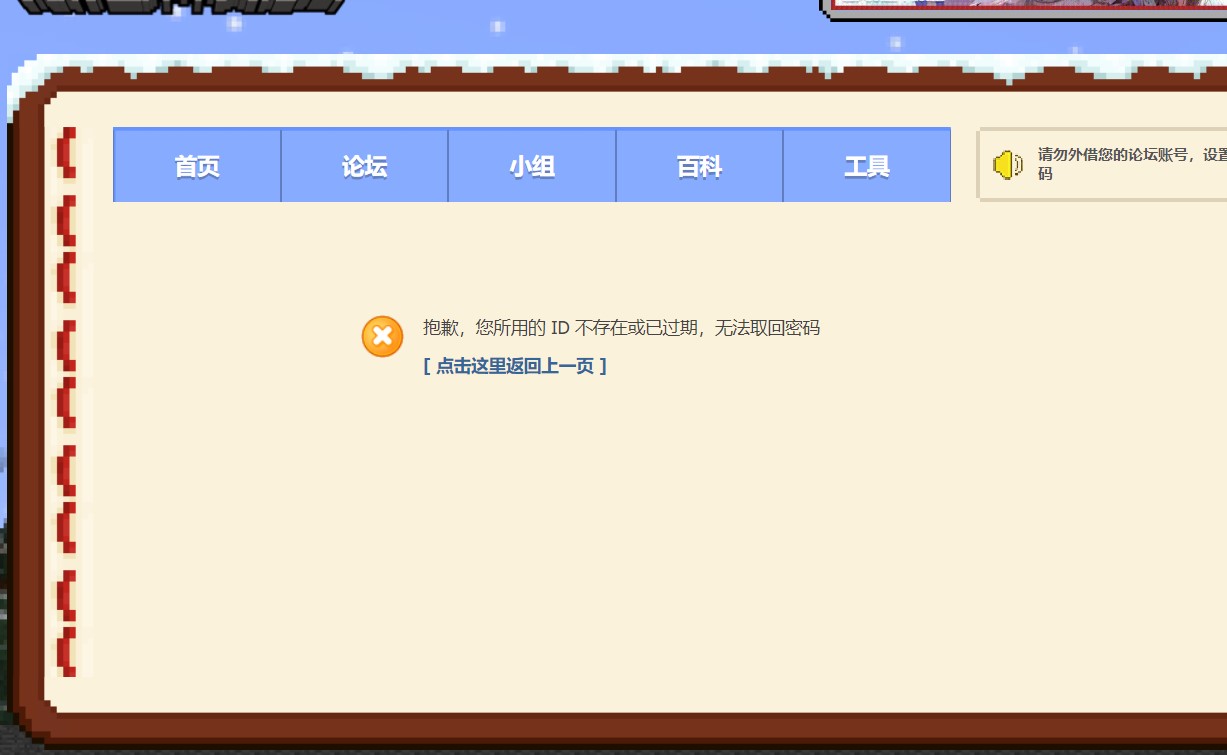 首页
论坛
小组
百科
工具
请勿外借您的论坛账号，设置
码
抱歉，您所用的 ID 不存在或已过期，无法取回密码
[ 点击这里返回上一页 ]